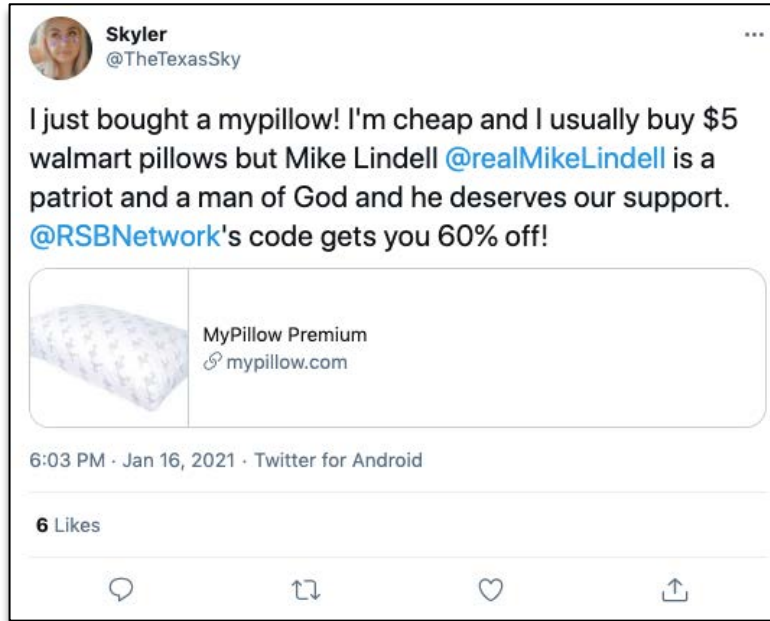 Skyler
@TheTexasSky
I just bought a mypillow! I'm cheap and I usually buy $5
walmart pillows but Mike Lindell @realMikeLindell is a
patriot and a man of God and he deserves our support.
@RSBNetwork's code gets you 60% off!
MyPillow Premium
mypillow.com
6:03 PM · Jan 16, 2021 · Twitter for Android
6 Likes